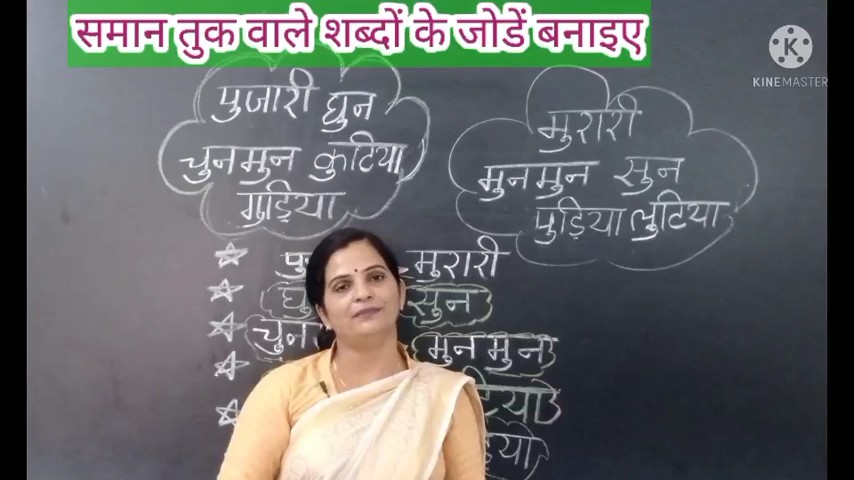 समान तुक वाले शब्दों के जोडें बनाइए
KINEMASTER
पुजारी घुन
चुनमुन कुटिया
गुड़िया
मुरारी
मुनमुन सुन
पुड़िया लुटिया
मुरारी
सुन
मुनमुन